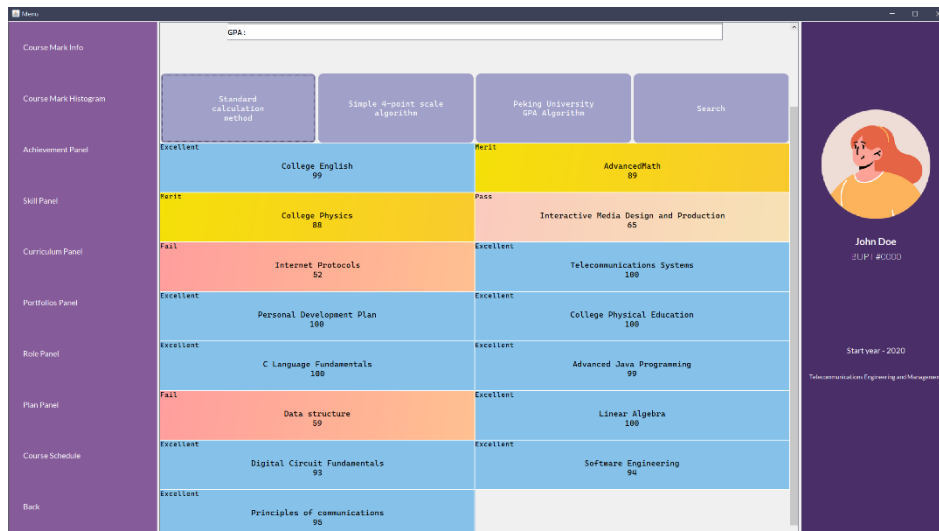 Menu
Course Mark Info
Course Mark Histogram
Achievement Panel
Skill Panel
Curriculum Panel
Portfolios Panel
Role Panel
Plan Panel
Course Schedule
Back
GPA:
Standard
calculation
method
Simple 4-point scale
algorithm
Peking University
GPA Algorithm
Search
Excellent
College English
99
Merit
AdvancedMath
89
Merit
College Physics
88
Pass
Interactive Media Design and Production
65
Fail
Internet Protocols
52
Excellent
Telecommunications Systems
100
Excellent
Personal Development Plan
100
Excellent
College Physical Education
100
Excellent
C Language Fundamentals
100
Excellent
Advanced Java Programming
99
Fail
Data structure
59
Excellent
Linear Algebra
100
Excellent
Digital Circuit Fundamentals
93
Excellent
Software Engineering
94
Excellent
Principles of communications
95
John Doe
BUPT #0000
Start year - 2020
Telecommunications Engineering and Managemen